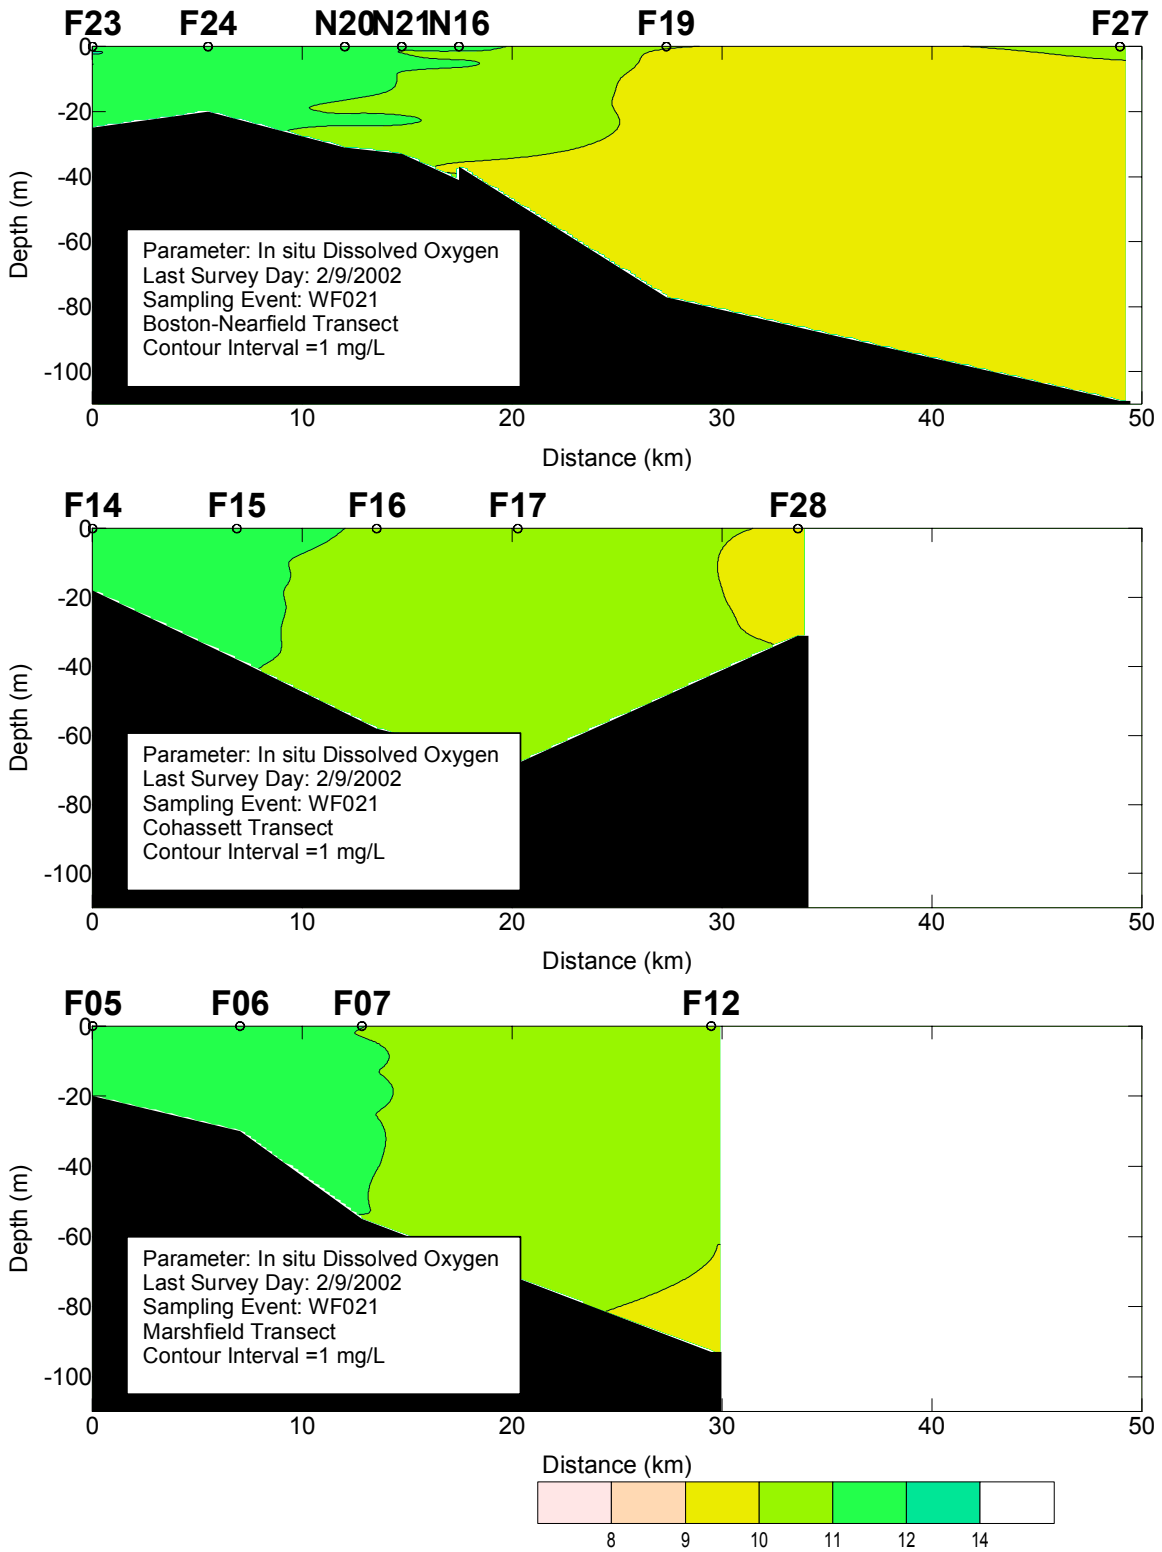 F23 F24 N20 N21 N16 F19 F27
0
-20
-40
-60
-80
-100
Depth (m)
Parameter: In situ Dissolved Oxygen
Last Survey Day: 2/9/2002
Sampling Event: WF021
Boston-Nearfield Transect
Contour Interval =1 mg/L
0 10 20 30 40 50
Distance (km)
F14 F15 F16 F17 F28
0
-20
-40
-60
-80
-100
Depth (m)
Parameter: In situ Dissolved Oxygen
Last Survey Day: 2/9/2002
Sampling Event: WF021
Cohassett Transect
Contour Interval =1 mg/L
0 10 20 30 40 50
Distance (km)
F05 F06 F07 F12
0
-20
-40
-60
-80
-100
Depth (m)
Parameter: In situ Dissolved Oxygen
Last Survey Day: 2/9/2002
Sampling Event: WF021
Marshfield Transect
Contour Interval =1 mg/L
0 10 20 30 40 50
Distance (km)
8 9 10 11 12 14